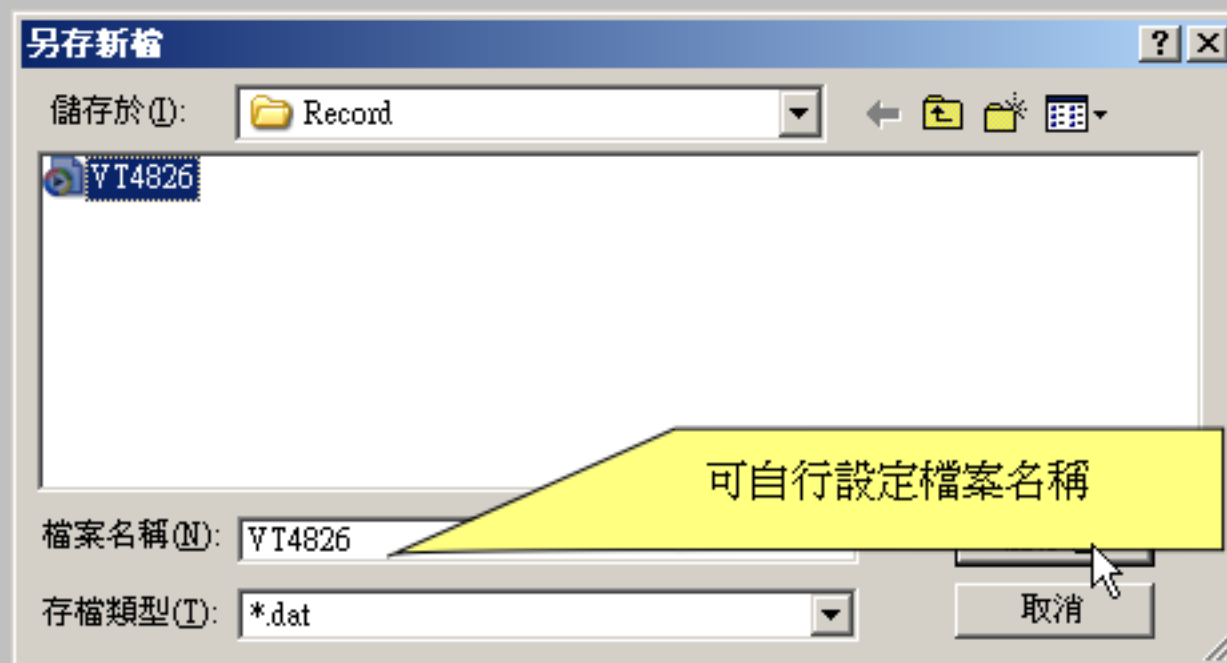 另存新檔
儲存於(I): Record
VT4826
可自行設定檔案名稱
檔案名稱(N): VT4826
存檔類型(T): *.dat
取消